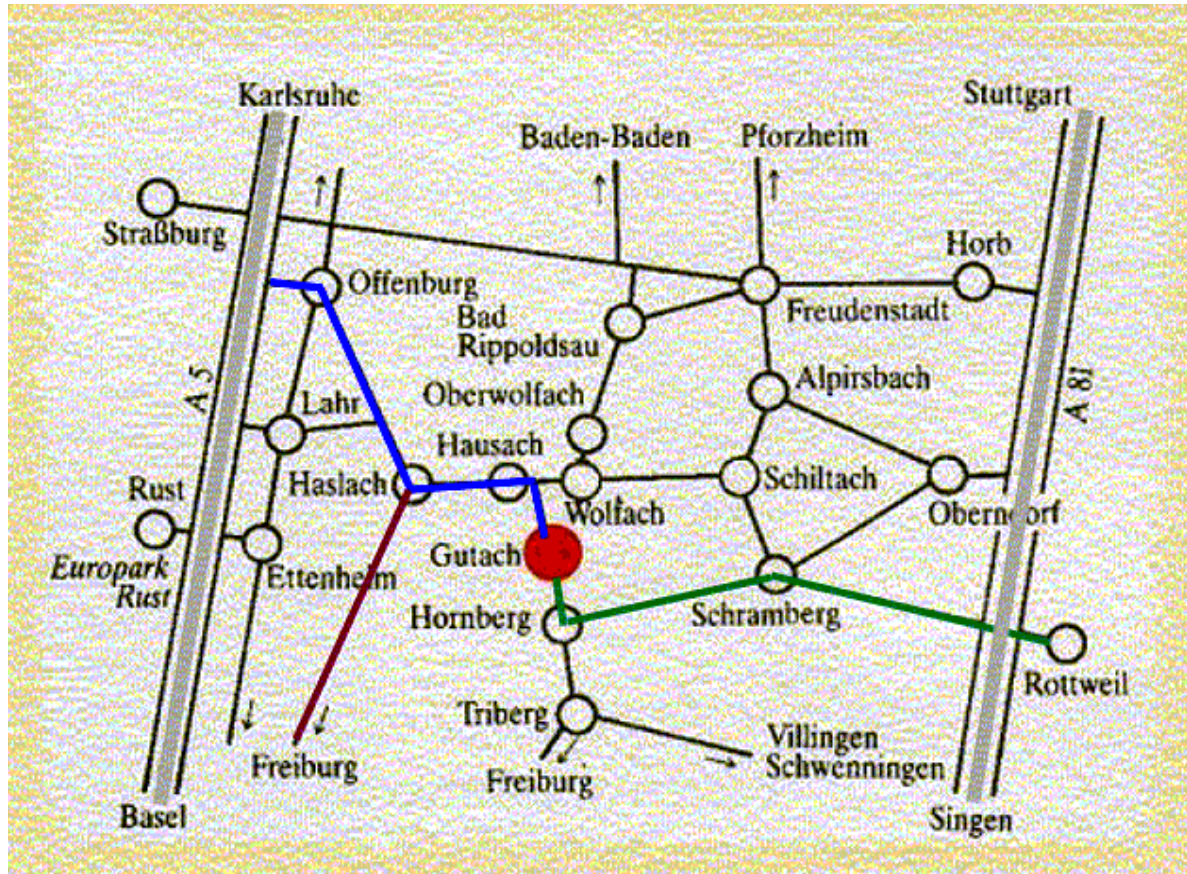 Karlsruhe
Stuttgart
Baden-Baden
Pforzheim
Straßburg
Horb
Offenburg
Bad
Rippoldsau
Freudenstadt
A 5
A 81
Lahr
Oberwolfach
Alpirsbach
Hausach
Haslach
Schiltach
Rust
Wolfach
Oberndorf
Europark
Rust
Ettenheim
Gutach
Hornberg
Schramberg
Rottweil
Triberg
Villingen
Schwenningen
Freiburg
Freiburg
Basel
Singen